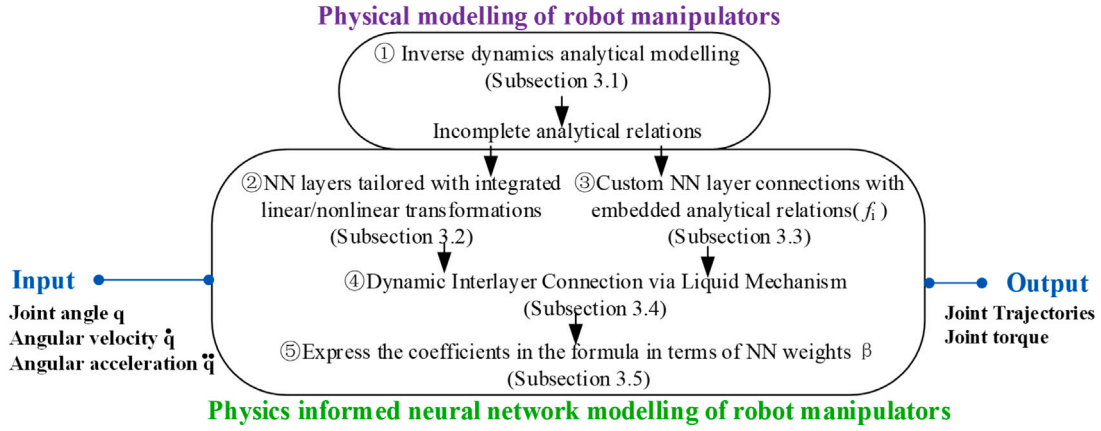 Physical modelling of robot manipulators
① Inverse dynamics analytical modelling
(Subsection 3.1)
Incomplete analytical relations
②NN layers tailored with integrated
linear/nonlinear transformations
(Subsection 3.2)
③Custom NN layer connections with
embedded analytical relations(fi)
(Subsection 3.3)
④Dynamic Interlayer Connection via Liquid Mechanism
(Subsection 3.4)
⑤Express the coefficients in the formula in terms of NN weights β
(Subsection 3.5)
Input
Joint angle q
Angular velocity q̇
Angular acceleration q̈
Output
Joint Trajectories
Joint torque
Physics informed neural network modelling of robot manipulators